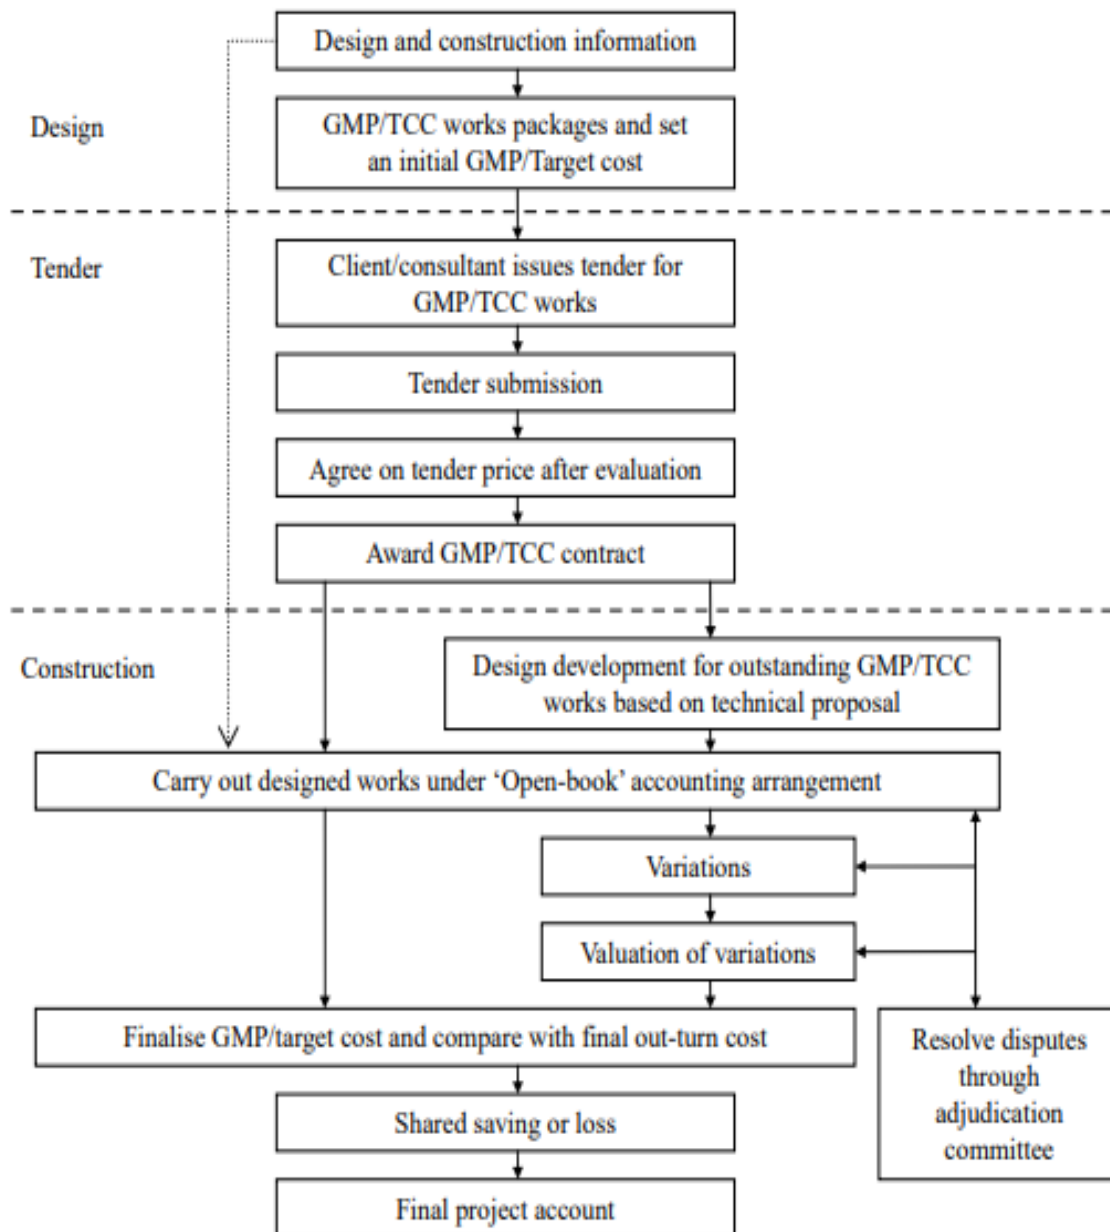 Design and construction information
Design
GMP/TCC works packages and set
an initial GMP/Target cost
Tender
Client/consultant issues tender for
GMP/TCC works
Tender submission
Agree on tender price after evaluation
Award GMP/TCC contract
Construction
Design development for outstanding GMP/TCC
works based on technical proposal
Carry out designed works under ‘Open-book’ accounting arrangement
Variations
Valuation of variations
Finalise GMP/target cost and compare with final out-turn cost
Resolve disputes
through
adjudication
committee
Shared saving or loss
Final project account